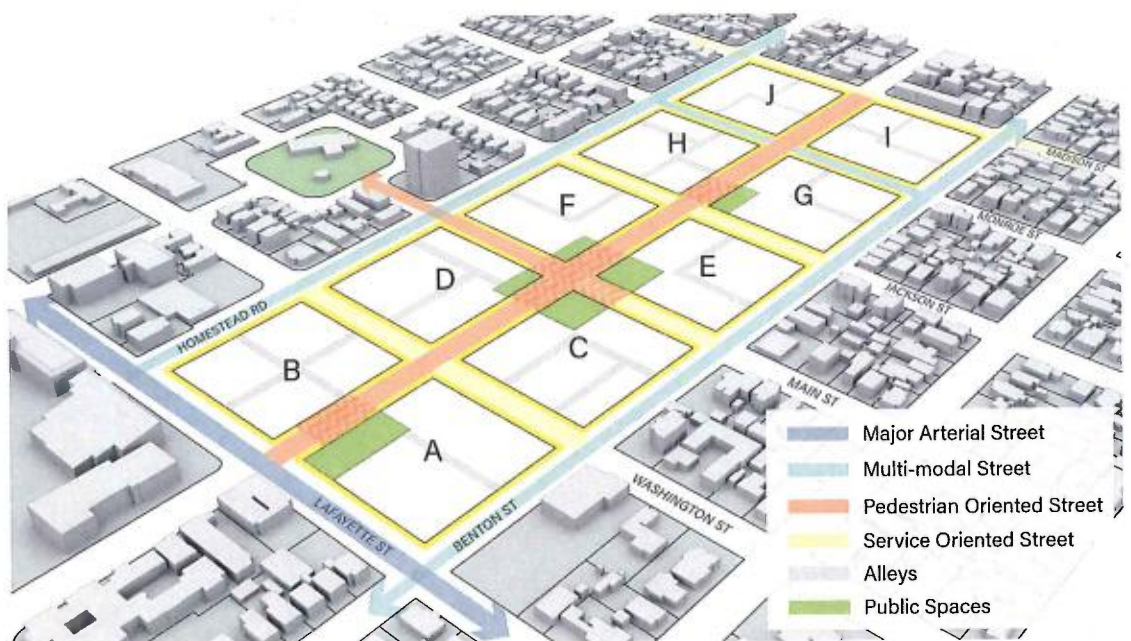 J
H
I
F
G
D
E
C
B
A
HOMESTEAD RD
LAFAYETTE ST
BENTON ST
WASHINGTON ST
MAIN ST
JACKSON ST
MONROE ST
MADISON ST
Major Arterial Street
Multi-modal Street
Pedestrian Oriented Street
Service Oriented Street
Alleys
Public Spaces